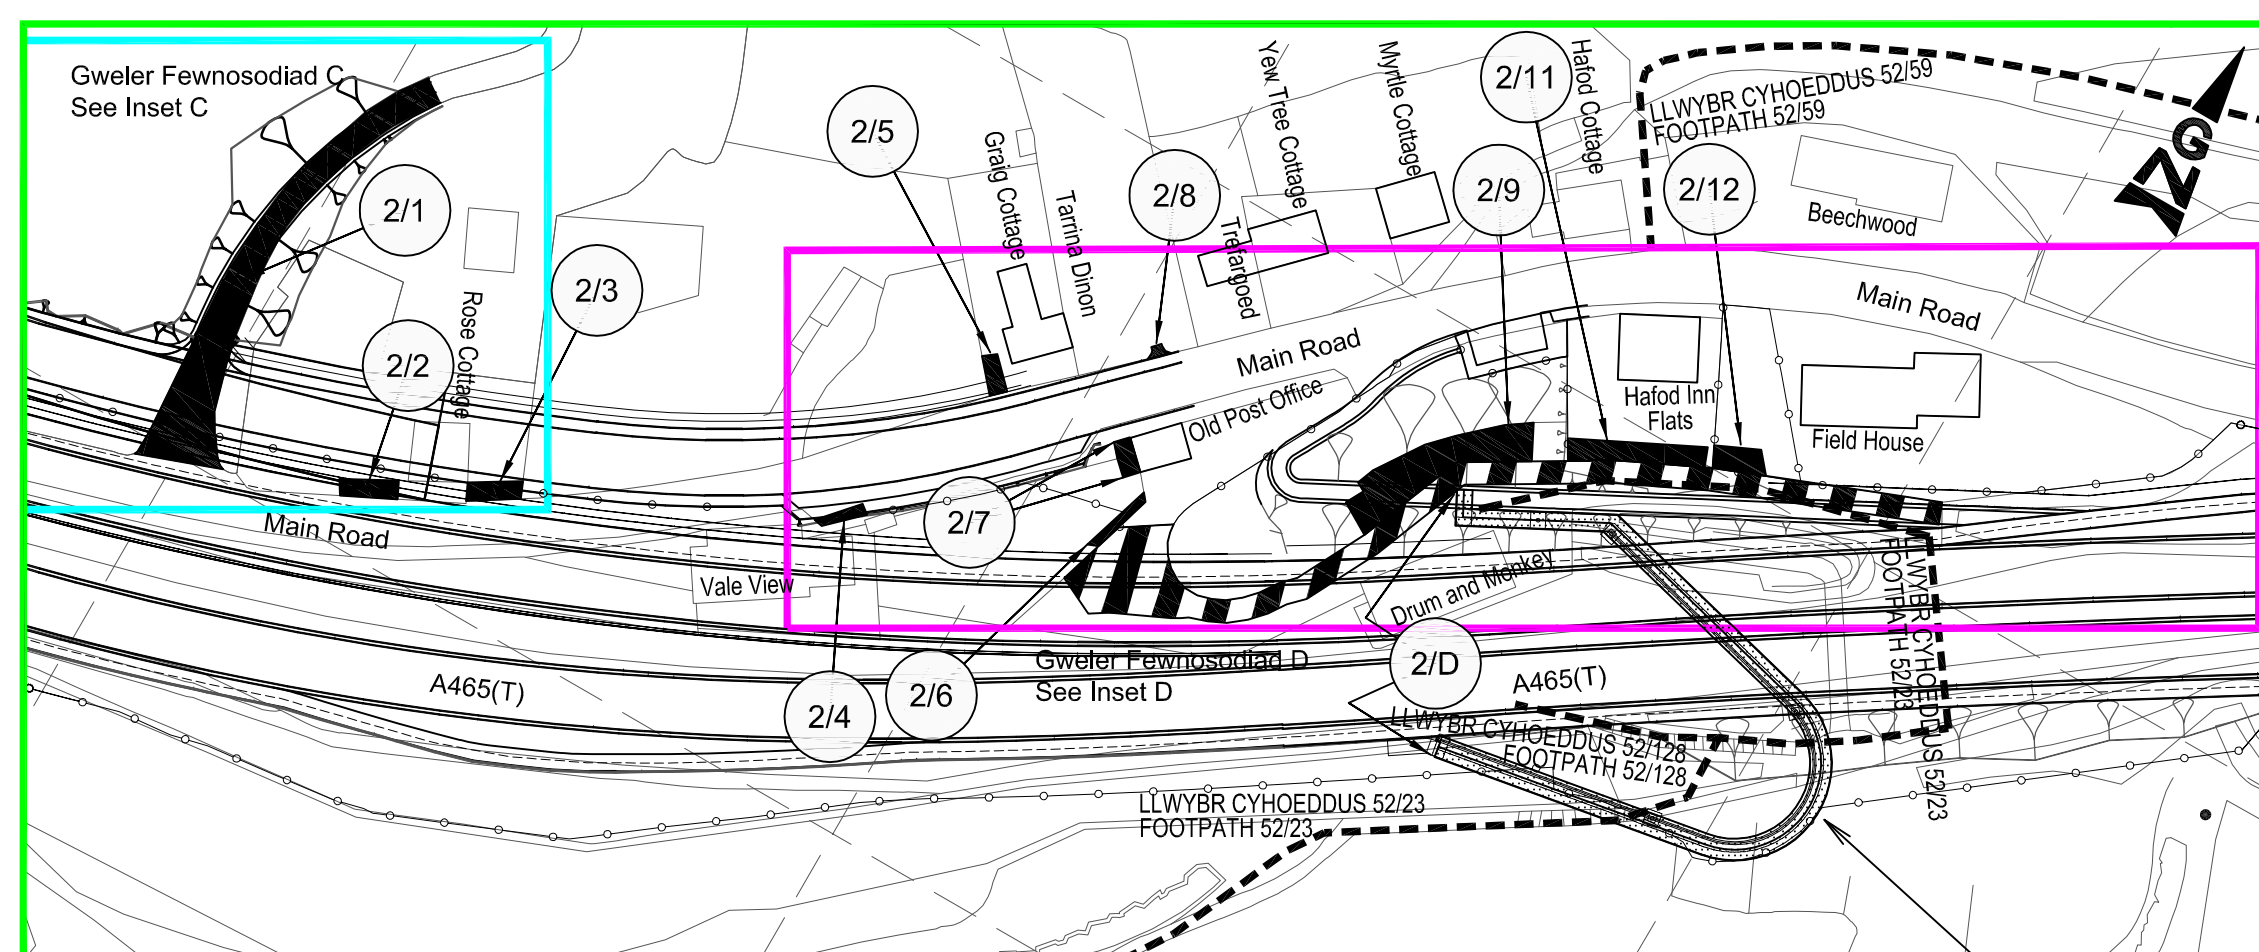 Gweler Fewnosodiad C
See Inset C
2/1
2/2
2/3
Rose Cottage
Main Road
2/5
Graig Cottage
Tarrina Dinon
2/8
Trefargoed
Yew Tree Cottage
Myrtle Cottage
2/11
Hafod Cottage
2/9
2/12
LLWYBR CYHOEDDUS 52/59
FOOTPATH 52/59
Beechwood
G
N
Main Road
Main Road
Old Post Office
Hafod Inn
Flats
Field House
2/7
Vale View
Drum and Monkey
2/4
2/6
Gweler Fewnosodiad D
See Inset D
2/D
A465(T)
A465(T)
LLWYBR CYHOEDDUS 52/23
FOOTPATH 52/23
LLWYBR CYHOEDDUS 52/128
FOOTPATH 52/128
LLWYBR CYHOEDDUS 52/23
FOOTPATH 52/23